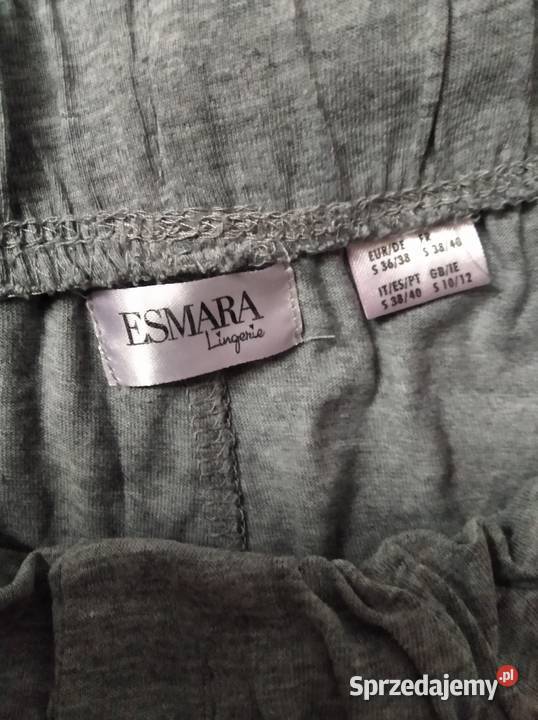 ESMARA
Lingerie
EUR/DE FR
S 36/38 S 38/40
IT/ES/PT GB/IE
S 38/40 S 10/12
Sprzedajemy.pl